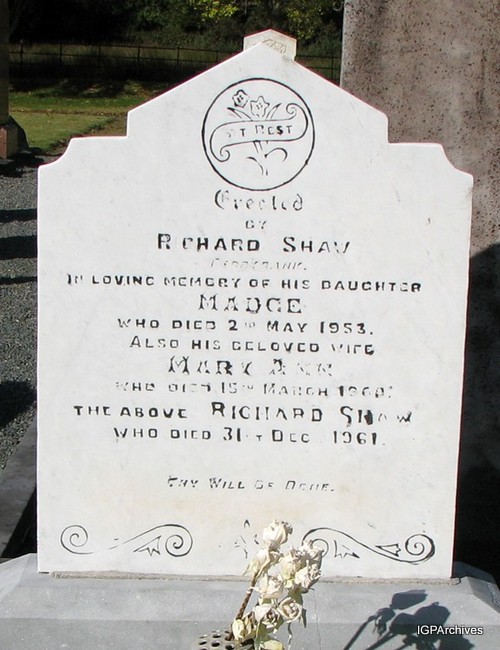 AT REST
Erected
BY
RICHARD SHAW
IN LOVING MEMORY OF HIS DAUGHTER
MADGE
WHO DIED 2ND MAY 1953.
ALSO HIS BELOVED WIFE
MARY ANN
WHO DIED 15TH MARCH 1960.
THE ABOVE RICHARD SHAW
WHO DIED 31ST DEC. 1961.
THY WILL BE DONE.
IGPArchives